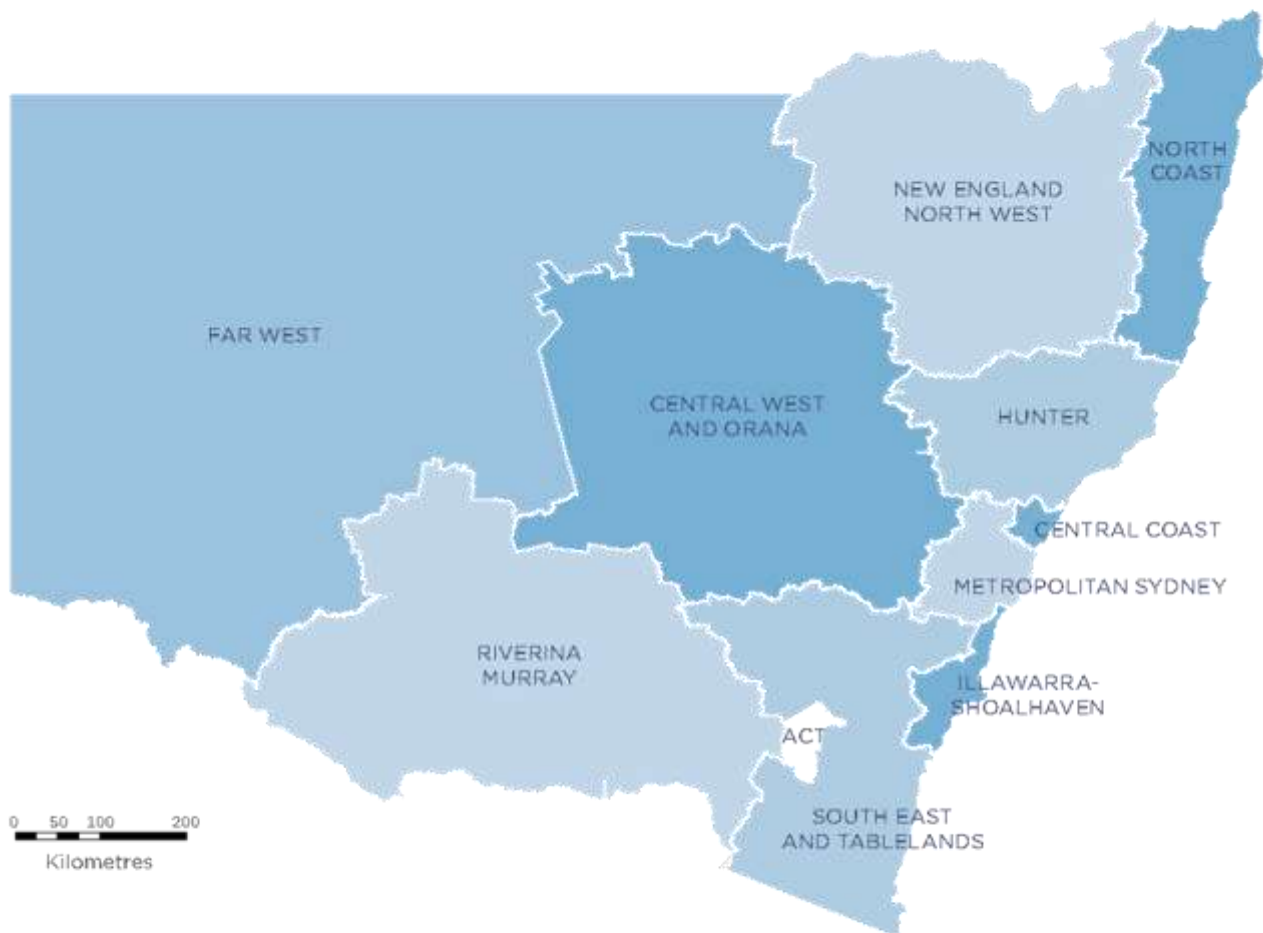 NORTH
COAST
NEW ENGLAND
NORTH WEST
FAR WEST
CENTRAL WEST
AND ORANA
HUNTER
CENTRAL COAST
METROPOLITAN SYDNEY
RIVERINA
MURRAY
ILLAWARRA-
SHOALHAVEN
ACT
SOUTH EAST
AND TABLELANDS
0 50 100 200
Kilometres